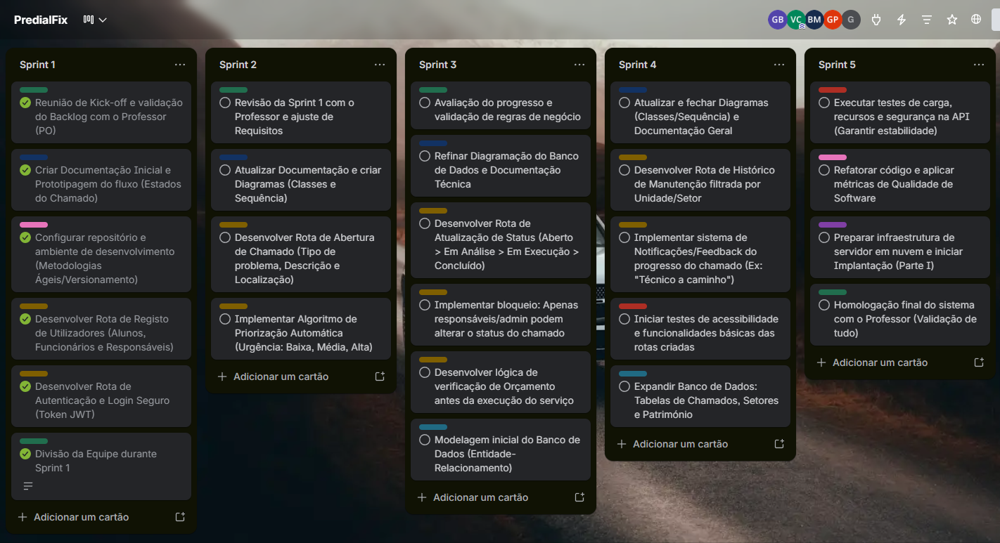 PredialFix
GB VC BM GP G
Sprint 1
Reunião de Kick-off e validação
do Backlog com o Professor
(PO)
Criar Documentação Inicial e
Prototipagem do fluxo (Estados
do Chamado)
Configurar repositório e
ambiente de desenvolvimento
(Metodologias
Ágeis/Versionamento)
Desenvolver Rota de Registo
de Utilizadores (Alunos,
Funcionários e Responsáveis)
Desenvolver Rota de
Autenticação e Login Seguro
(Token JWT)
Divisão da Equipe durante
Sprint 1
Adicionar um cartão
Sprint 2
Revisão da Sprint 1 com o
Professor e ajuste de
Requisitos
Atualizar Documentação e criar
Diagramas (Classes e
Sequência)
Desenvolver Rota de Abertura
de Chamado (Tipo de
problema, Descrição e
Localização)
Implementar Algoritmo de
Priorização Automática
(Urgência: Baixa, Média, Alta)
Adicionar um cartão
Sprint 3
Avaliação do progresso e
validação de regras de negócio
Refinar Diagramação do Banco
de Dados e Documentação
Técnica
Desenvolver Rota de
Atualização de Status (Aberto
> Em Análise > Em Execução >
Concluído)
Implementar bloqueio: Apenas
responsáveis/admin podem
alterar o status do chamado
Desenvolver lógica de
verificação de Orçamento
antes da execução do serviço
Modelagem inicial do Banco de
Dados (Entidade-
Relacionamento)
Adicionar um cartão
Sprint 4
Atualizar e fechar Diagramas
(Classes/Sequência) e
Documentação Geral
Desenvolver Rota de Histórico
de Manutenção filtrada por
Unidade/Setor
Implementar sistema de
Notificações/Feedback do
progresso do chamado (Ex:
"Técnico a caminho")
Iniciar testes de acessibilidade
e funcionalidades básicas das
rotas criadas
Expandir Banco de Dados:
Tabelas de Chamados, Setores
e Património
Adicionar um cartão
Sprint 5
Executar testes de carga,
recursos e segurança na API
(Garantir estabilidade)
Refatorar código e aplicar
métricas de Qualidade de
Software
Preparar infraestrutura de
servidor em nuvem e iniciar
Implantação (Parte I)
Homologação final do sistema
com o Professor (Validação de
tudo)
Adicionar um cartão